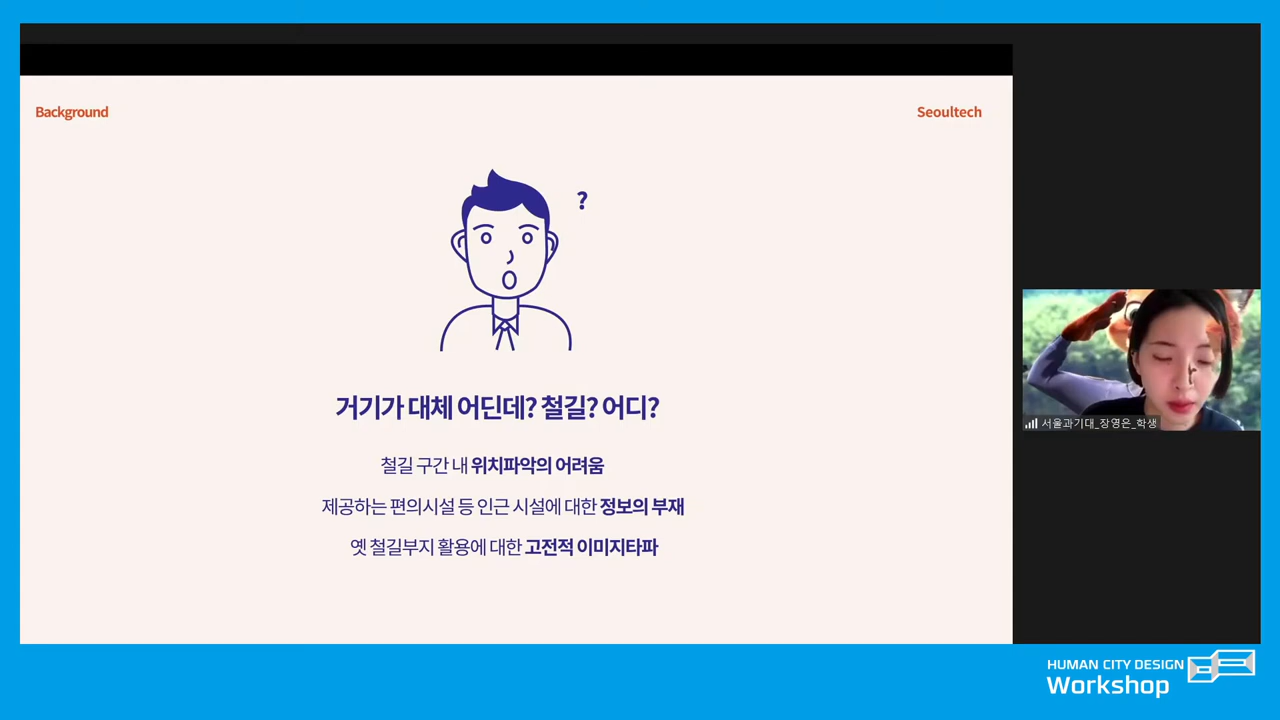 Background
Seoultech
?
거기가 대체 어딘데? 철길? 어디?
철길 구간 내 위치파악의 어려움
제공하는 편의시설 등 인근 시설에 대한 정보의 부재
옛 철길부지 활용에 대한 고전적 이미지타파
서울과기대_장영은_학생
HUMAN CITY DESIGN
Workshop